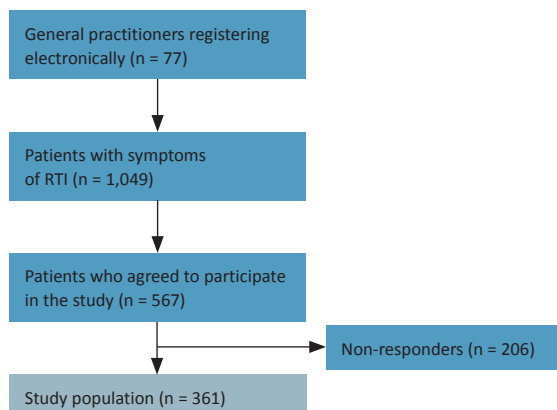 General practitioners registering
electronically (n = 77)
Patients with symptoms
of RTI (n = 1,049)
Patients who agreed to participate
in the study (n = 567)
Non-responders (n = 206)
Study population (n = 361)